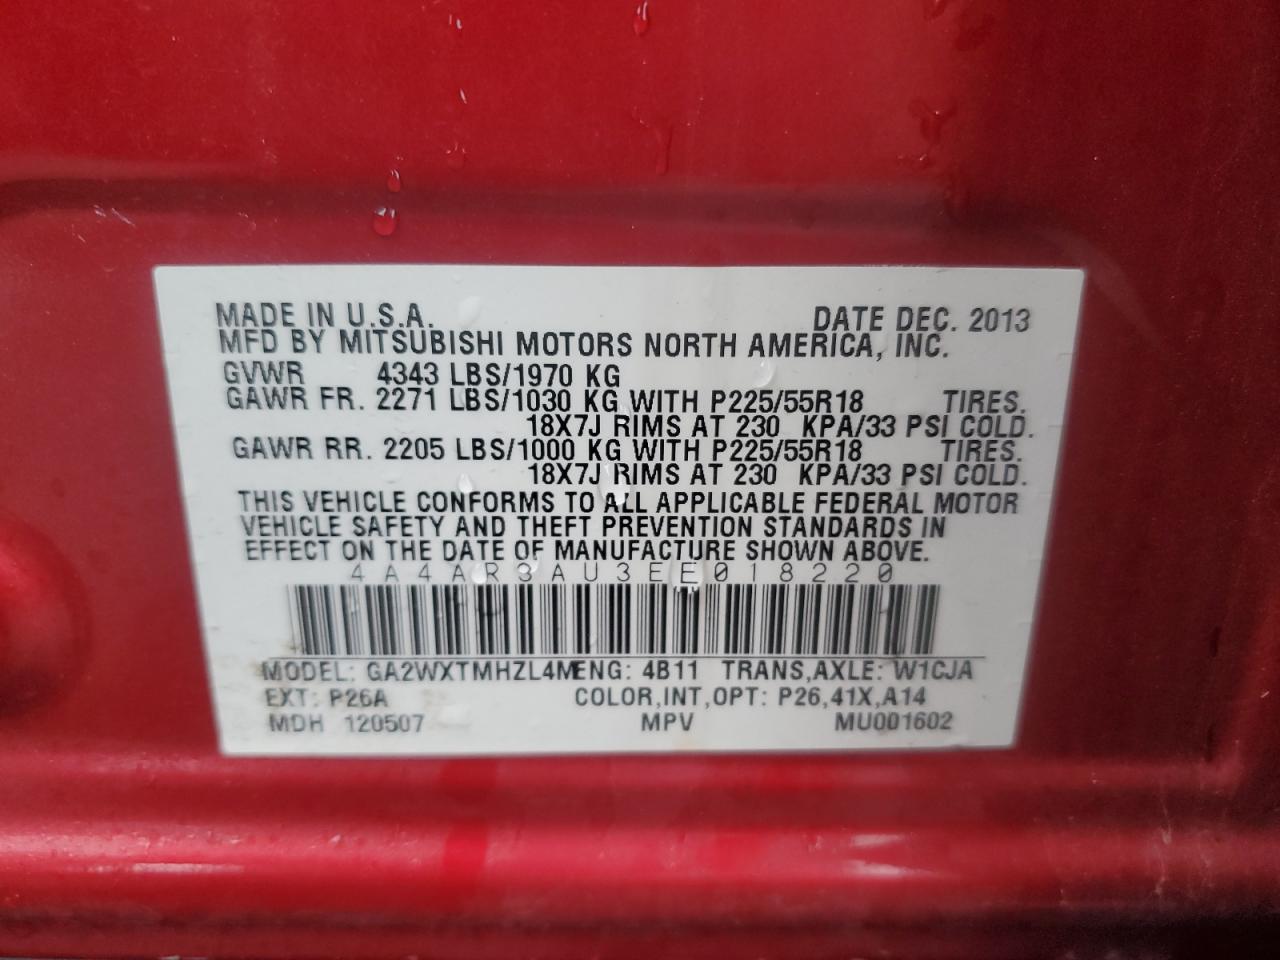 MADE IN U.S.A. DATE DEC. 2013
MFD BY MITSUBISHI MOTORS NORTH AMERICA, INC.
GVWR 4343 LBS/1970 KG
GAWR FR. 2271 LBS/1030 KG WITH P225/55R18 TIRES.
18X7J RIMS AT 230 KPA/33 PSI COLD.
GAWR RR. 2205 LBS/1000 KG WITH P225/55R18 TIRES.
18X7J RIMS AT 230 KPA/33 PSI COLD.
THIS VEHICLE CONFORMS TO ALL APPLICABLE FEDERAL MOTOR
VEHICLE SAFETY AND THEFT PREVENTION STANDARDS IN
EFFECT ON THE DATE OF MANUFACTURE SHOWN ABOVE.
4A4AR3AU3EE018220
MODEL: GA2WXTMHZL4M ENG: 4B11 TRANS,AXLE: W1CJA
EXT: P26A COLOR,INT,OPT: P26,41X,A14
MDH 120507 MPV MU001602